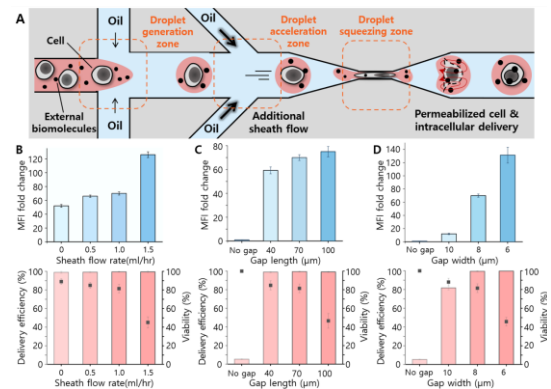 A
Oil
Droplet
generation
zone
Oil
Droplet
acceleration
zone
Droplet
squeezing zone
Cell
External
biomolecules
Oil
Oil
Additional
sheath flow
Permeabilized cell &
intracellular delivery
B
MFI fold change
120
100
80
60
40
20
0
0 0.5 1.0 1.5
Sheath flow rate(ml/hr)
C
MFI fold change
80
60
40
20
0
No gap 40 70 100
Gap length (μm)
D
MFI fold change
140
120
100
80
60
40
20
0
No gap 10 8 6
Gap width (μm)
Delivery efficiency (%)
100
80
60
40
20
0
100
80
60
40
20
0
Viability (%)
0 0.5 1.0 1.5
Sheath flow rate(ml/hr)
Delivery efficiency (%)
100
80
60
40
20
0
100
80
60
40
20
0
Viability (%)
No gap 40 70 100
Gap length (μm)
Delivery efficiency (%)
100
80
60
40
20
0
100
80
60
40
20
0
Viability (%)
No gap 10 8 6
Gap width (μm)